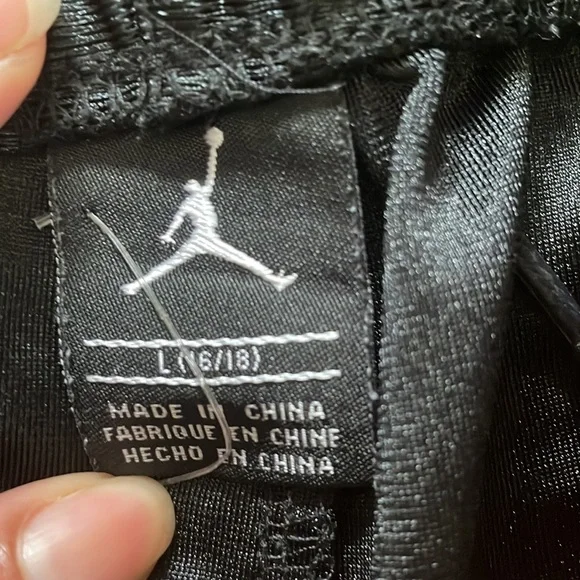 L (16/18)
MADE IN CHINA
FABRIQUE EN CHINE
HECHO EN CHINA